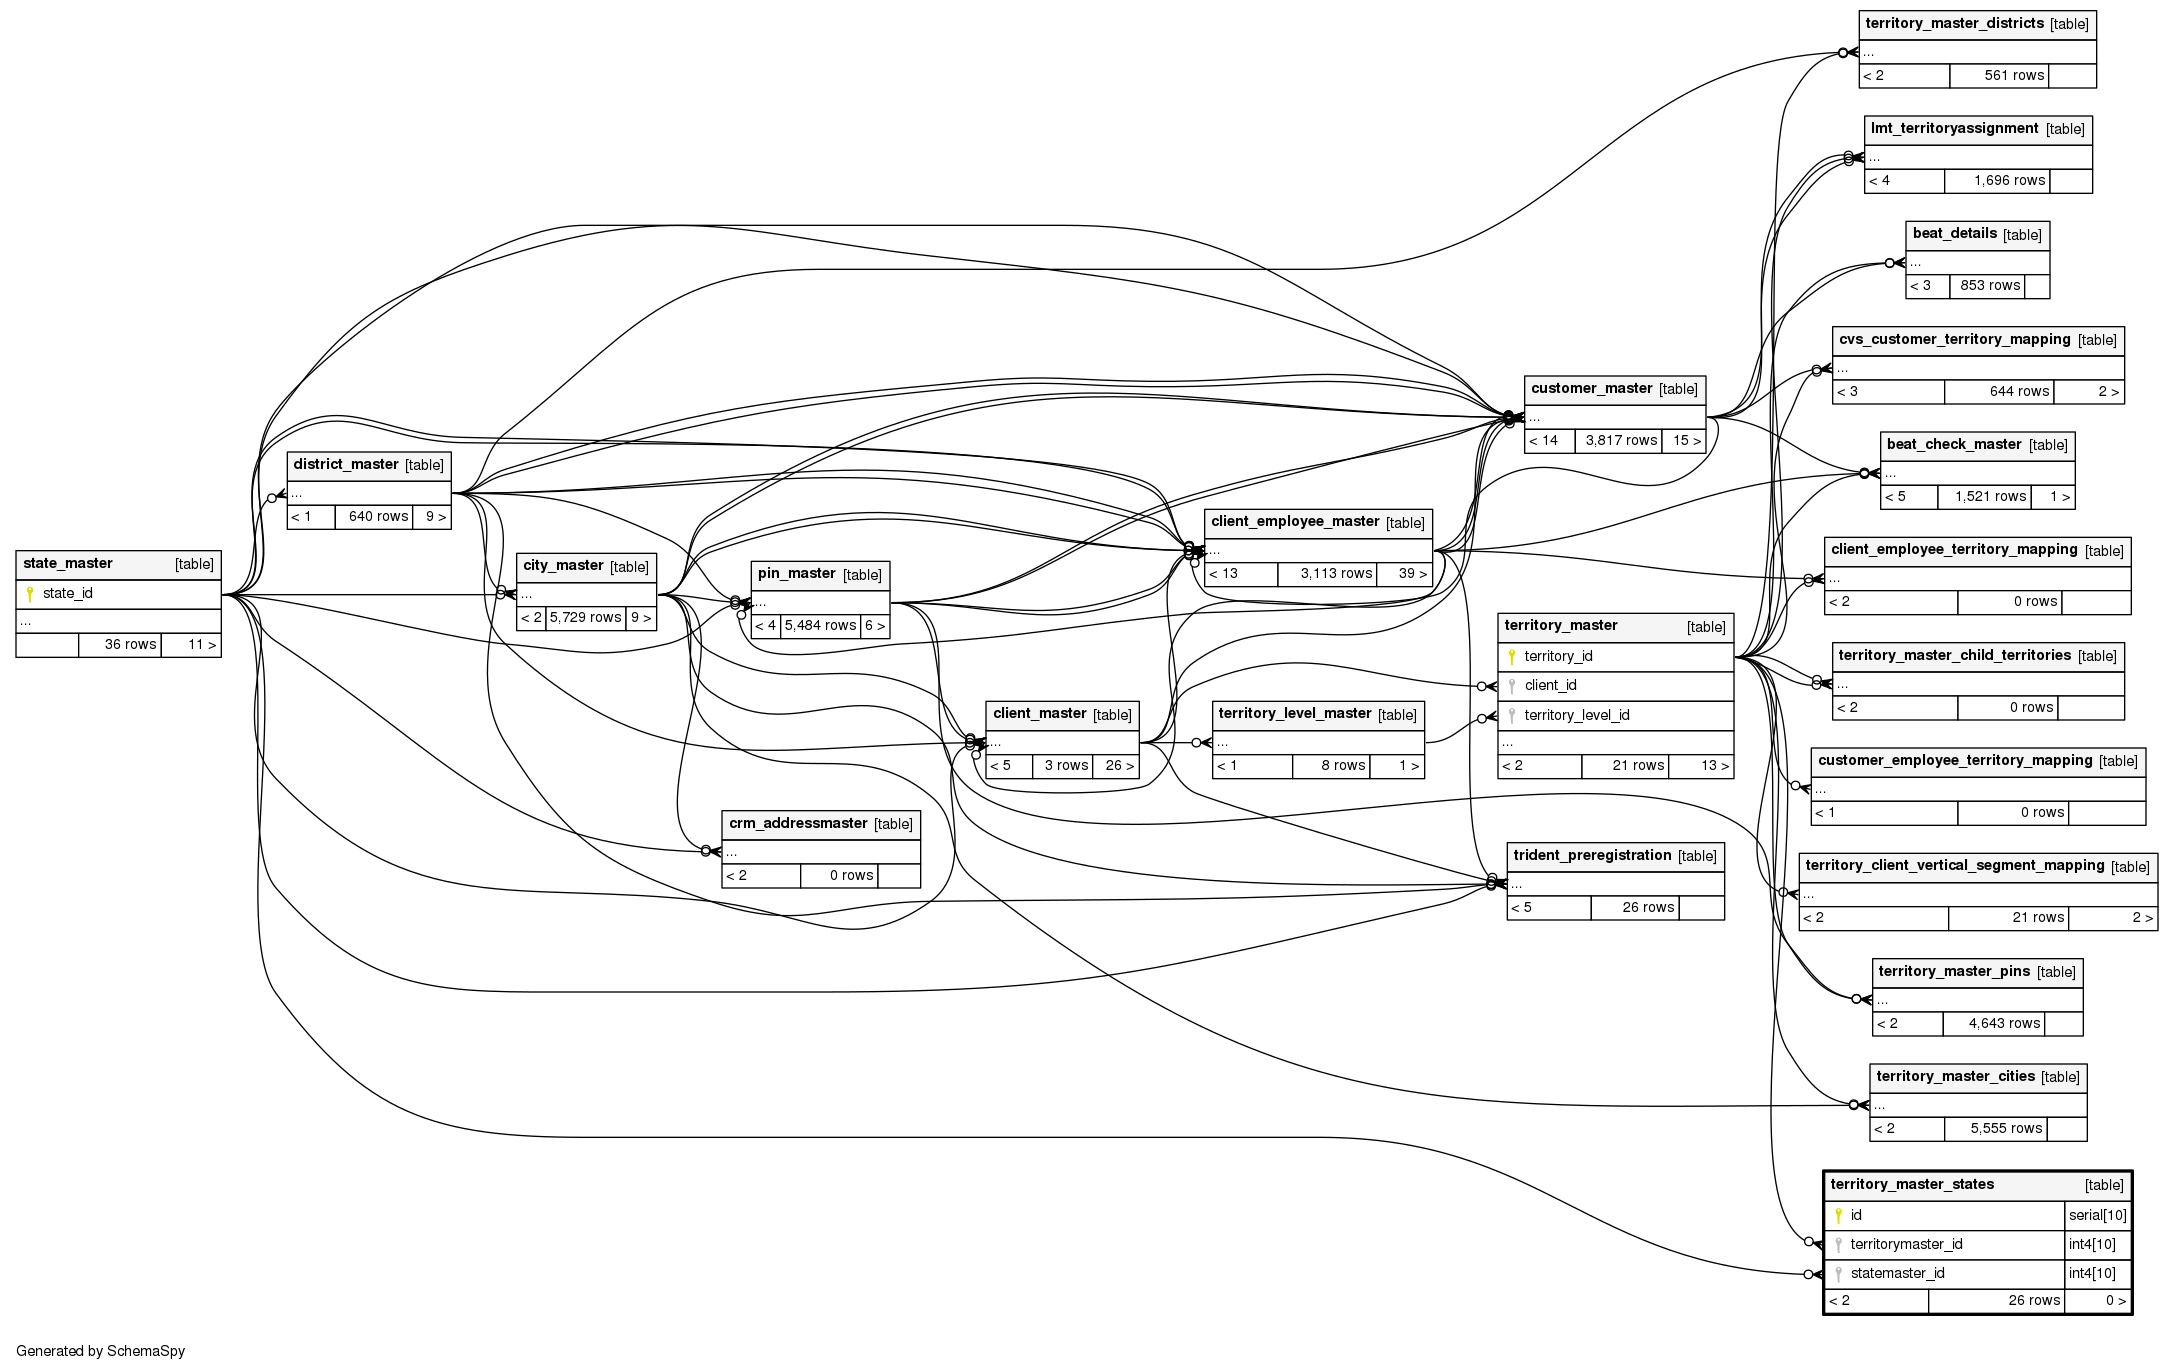 territory_master_districts [table]
...
< 2 561 rows
lmt_territoryassignment [table]
...
< 4 1,696 rows
beat_details [table]
...
< 3 853 rows
cvs_customer_territory_mapping [table]
...
< 3 644 rows 2 >
customer_master [table]
...
< 14 3,817 rows 15 >
beat_check_master [table]
...
< 5 1,521 rows 1 >
district_master [table]
...
< 1 640 rows 9 >
client_employee_master [table]
...
< 13 3,113 rows 39 >
client_employee_territory_mapping [table]
...
< 2 0 rows
state_master [table]
state_id
...
36 rows 11 >
city_master [table]
...
< 2 5,729 rows 9 >
pin_master [table]
...
< 4 5,484 rows 6 >
territory_master [table]
territory_id
client_id
territory_level_id
...
< 2 21 rows 13 >
territory_master_child_territories [table]
...
< 2 0 rows
client_master [table]
...
< 5 3 rows 26 >
territory_level_master [table]
...
< 1 8 rows 1 >
customer_employee_territory_mapping [table]
...
< 1 0 rows
crm_addressmaster [table]
...
< 2 0 rows
trident_preregistration [table]
...
< 5 26 rows
territory_client_vertical_segment_mapping [table]
...
< 2 21 rows 2 >
territory_master_pins [table]
...
< 2 4,643 rows
territory_master_cities [table]
...
< 2 5,555 rows
territory_master_states [table]
id serial[10]
territorymaster_id int4[10]
statemaster_id int4[10]
< 2 26 rows 0 >
Generated by SchemaSpy